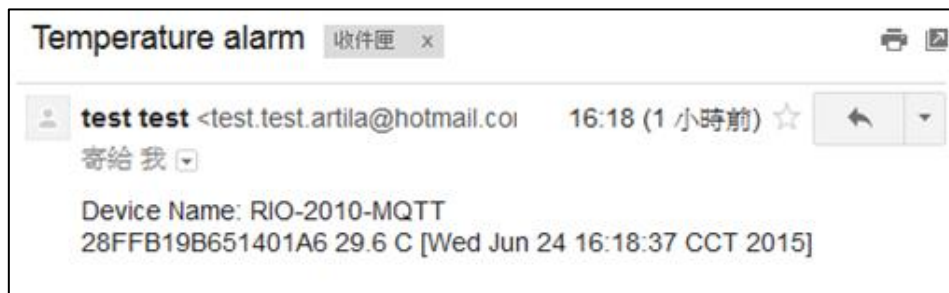 Temperature alarm 收件匣 x
test test <test.test.artila@hotmail.co 16:18 (1 小時前)
寄給 我
Device Name: RIO-2010-MQTT
28FFB19B651401A6 29.6 C [Wed Jun 24 16:18:37 CCT 2015]